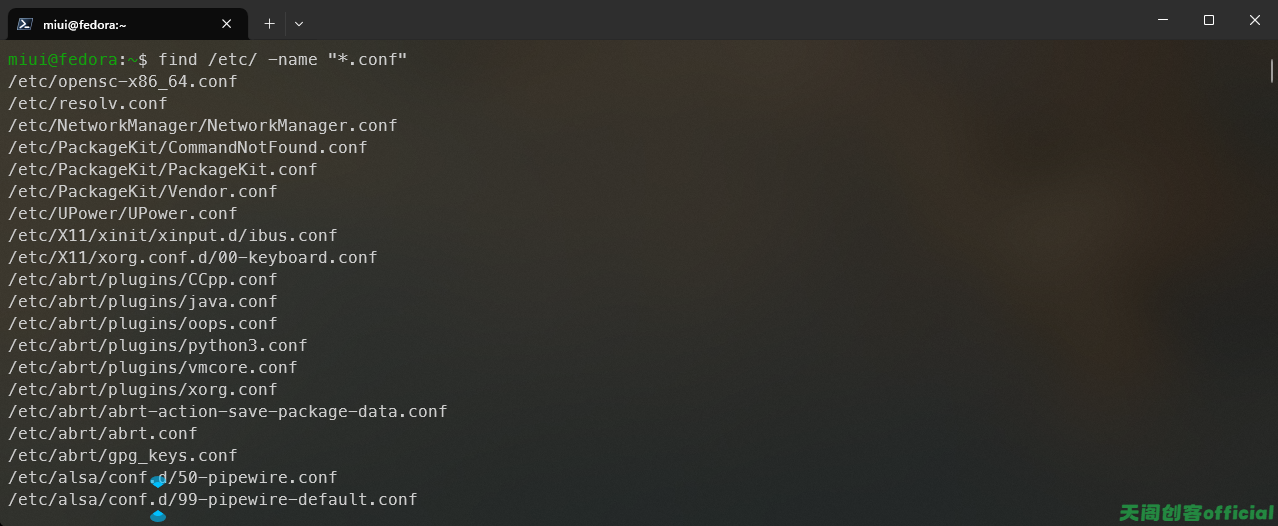 miui@fedora:~
miui@fedora:~$ find /etc/ -name "*.conf"
/etc/opensc-x86_64.conf
/etc/resolv.conf
/etc/NetworkManager/NetworkManager.conf
/etc/PackageKit/CommandNotFound.conf
/etc/PackageKit/PackageKit.conf
/etc/PackageKit/Vendor.conf
/etc/UPower/UPower.conf
/etc/X11/xinit/xinput.d/ibus.conf
/etc/X11/xorg.conf.d/00-keyboard.conf
/etc/abrt/plugins/CCpp.conf
/etc/abrt/plugins/java.conf
/etc/abrt/plugins/oops.conf
/etc/abrt/plugins/python3.conf
/etc/abrt/plugins/vmcore.conf
/etc/abrt/plugins/xorg.conf
/etc/abrt/abrt-action-save-package-data.conf
/etc/abrt/abrt.conf
/etc/abrt/gpg_keys.conf
/etc/alsa/conf.d/50-pipewire.conf
/etc/alsa/conf.d/99-pipewire-default.conf
天阁创客official